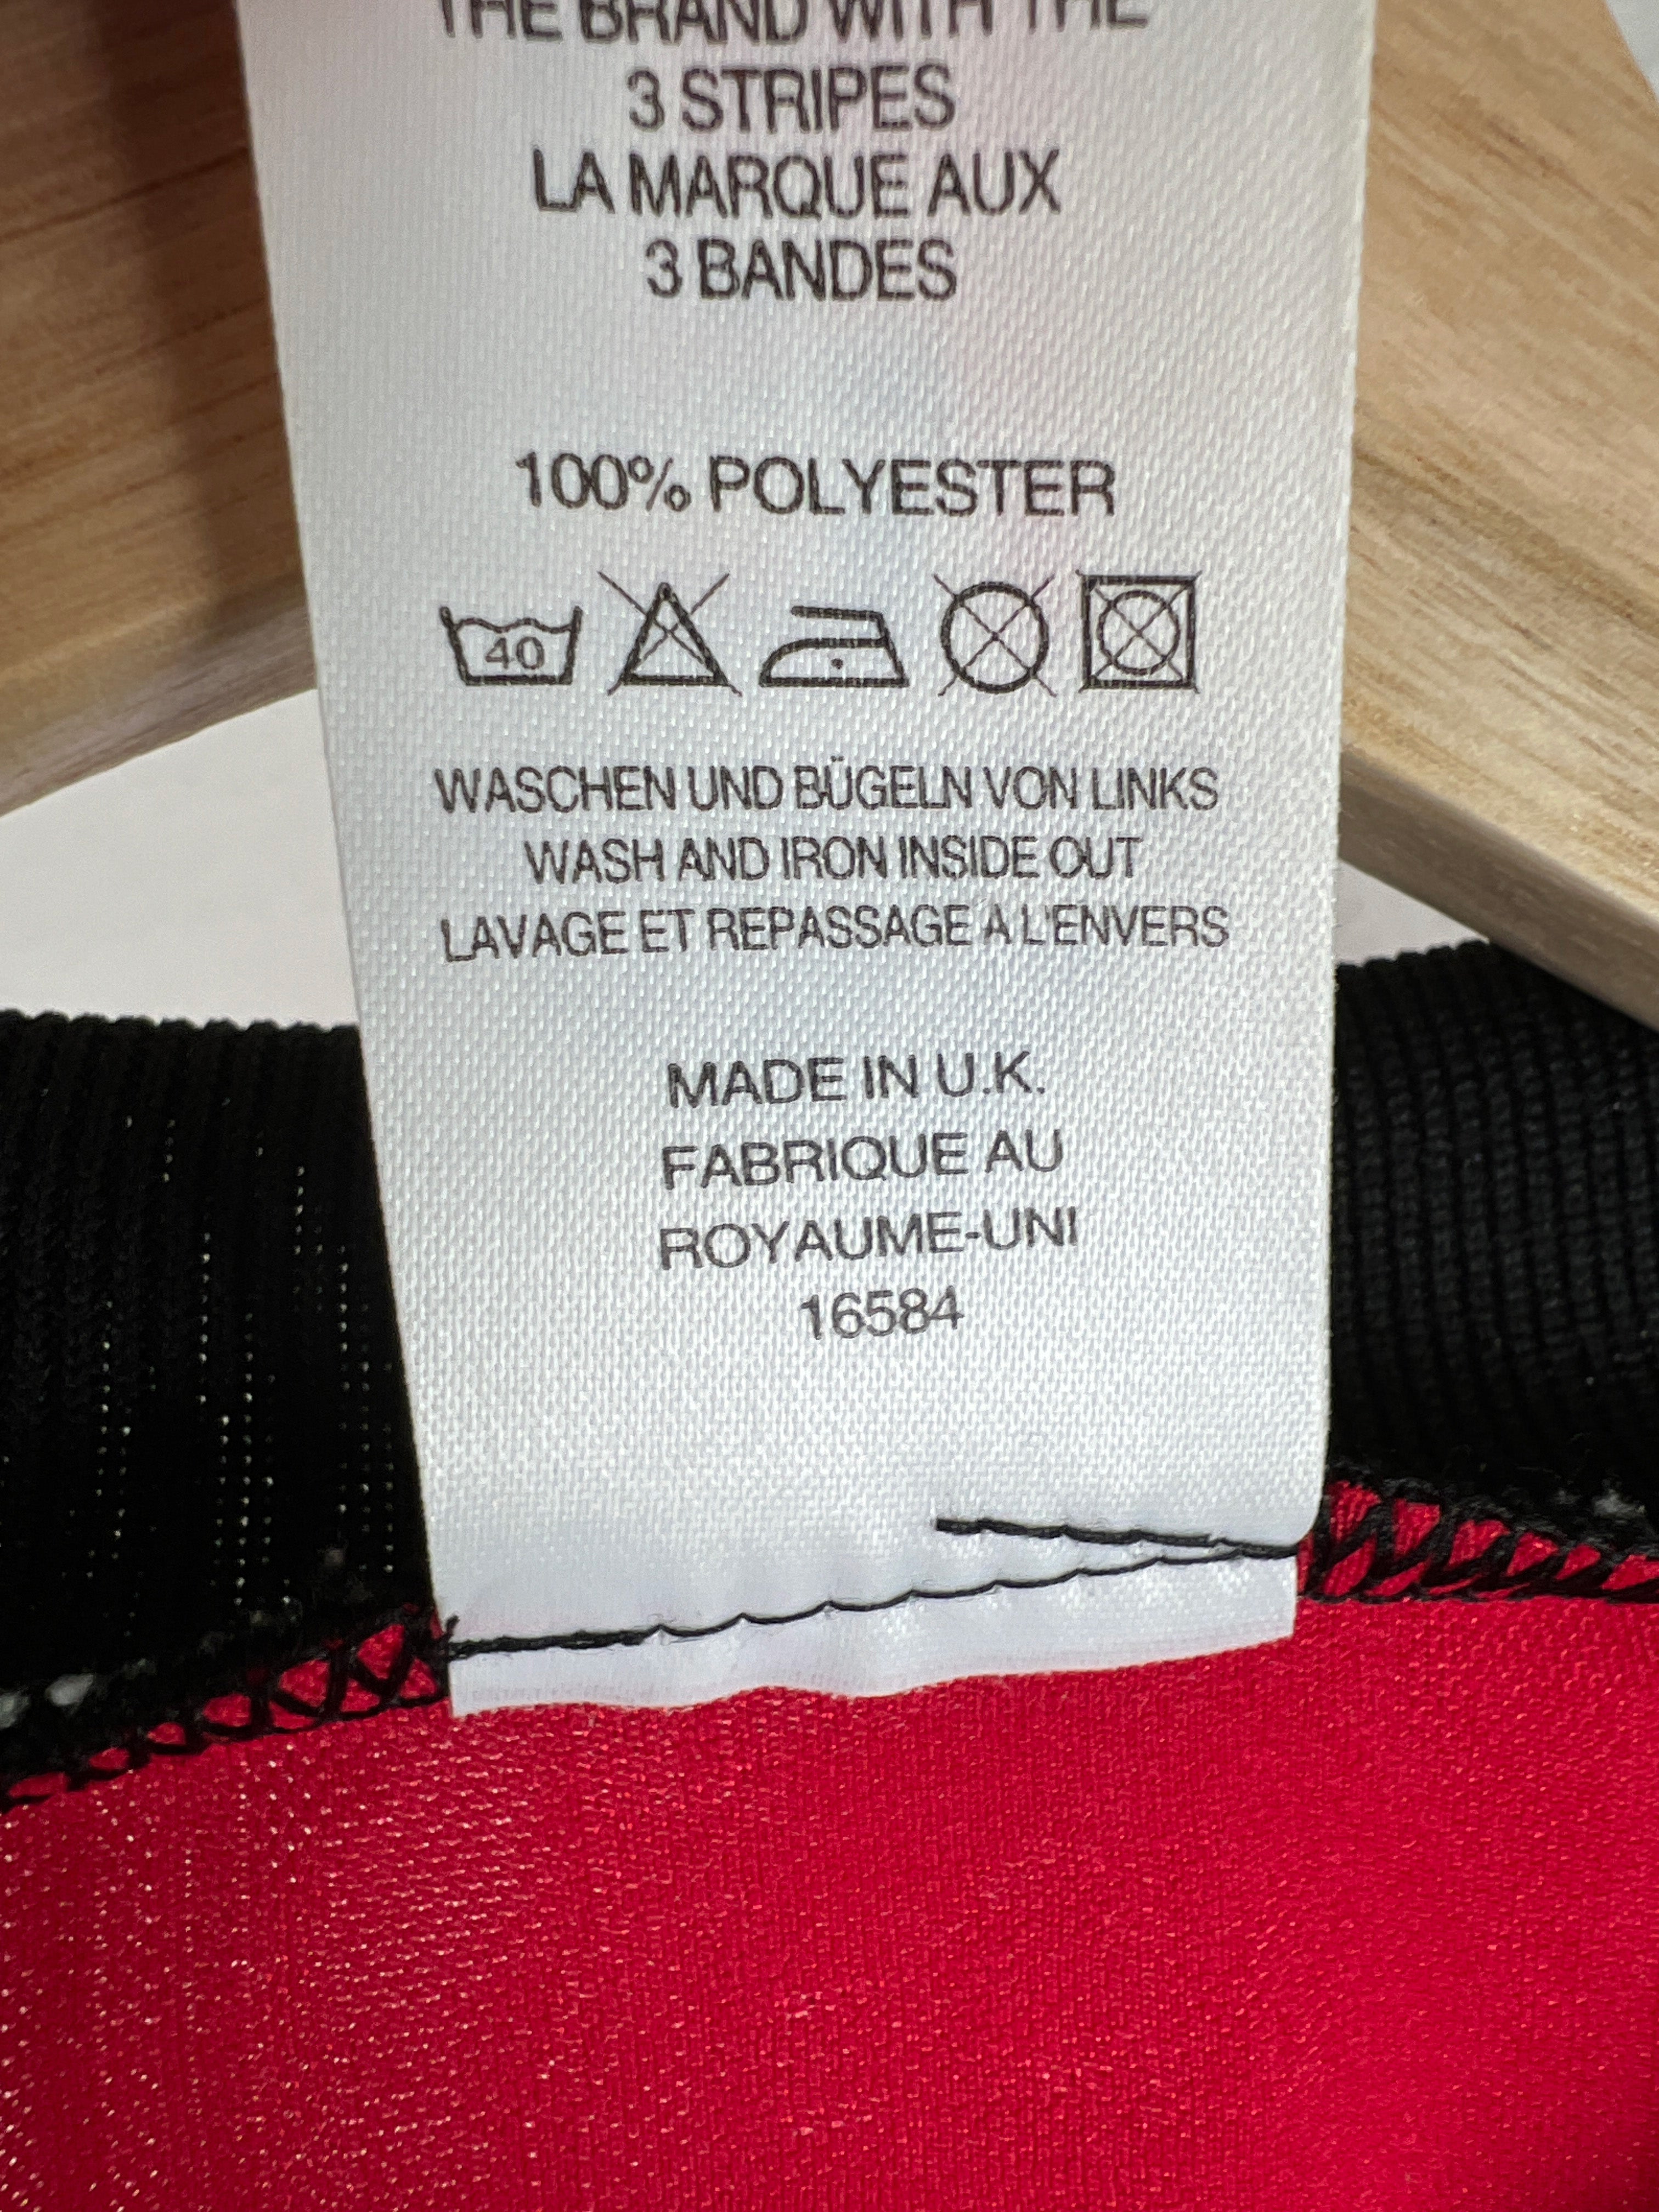 THE BRAND WITH THE
3 STRIPES
LA MARQUE AUX
3 BANDES
100% POLYESTER
40
WASCHEN UND BÜGELN VON LINKS
WASH AND IRON INSIDE OUT
LAVAGE ET REPASSAGE A L'ENVERS
MADE IN U.K.
FABRIQUE AU
ROYAUME-UNI
16584